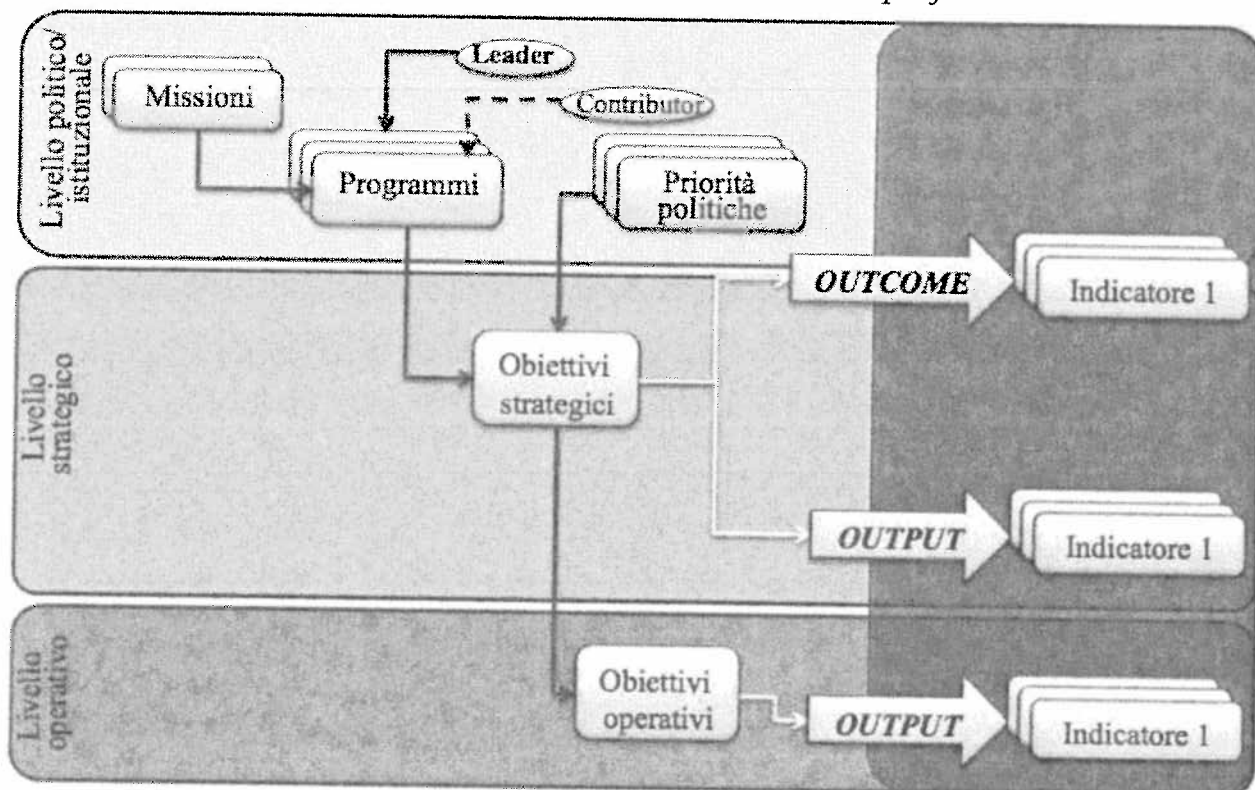 Livello politico/
istituzionale
Leader
Missioni
Contributor
Programmi
Priorità
politiche
OUTCOME
Indicatore 1
Livello
strategico
Obiettivi
strategici
OUTPUT
Indicatore 1
Livello
operativo
Obiettivi
operativi
OUTPUT
Indicatore 1